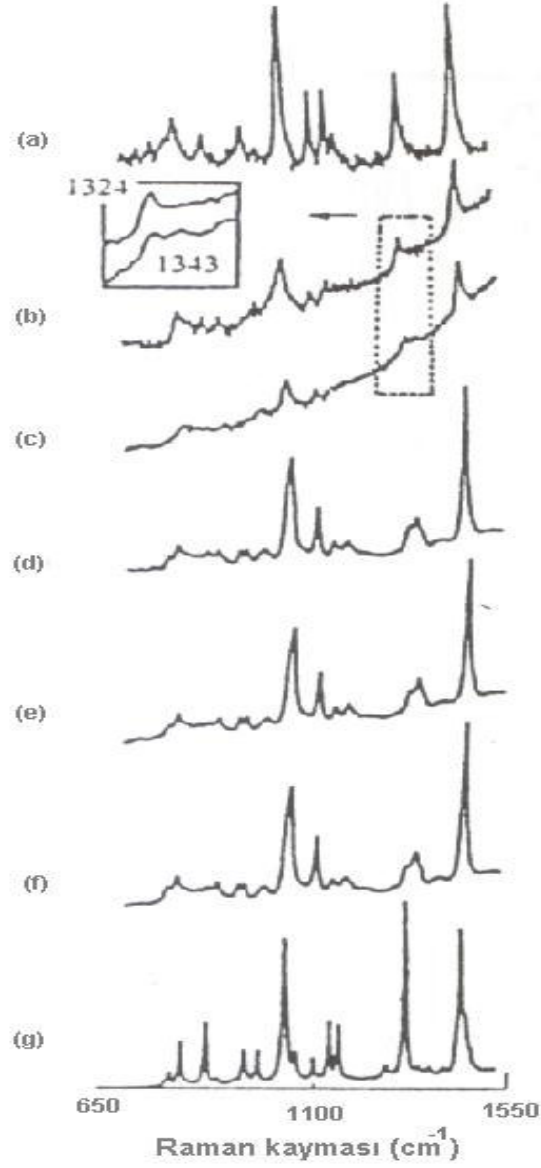 (a)
1324
1343
(b)
(c)
(d)
(e)
(f)
(g)
650 1100 1550
Raman kayması (cm⁻¹)